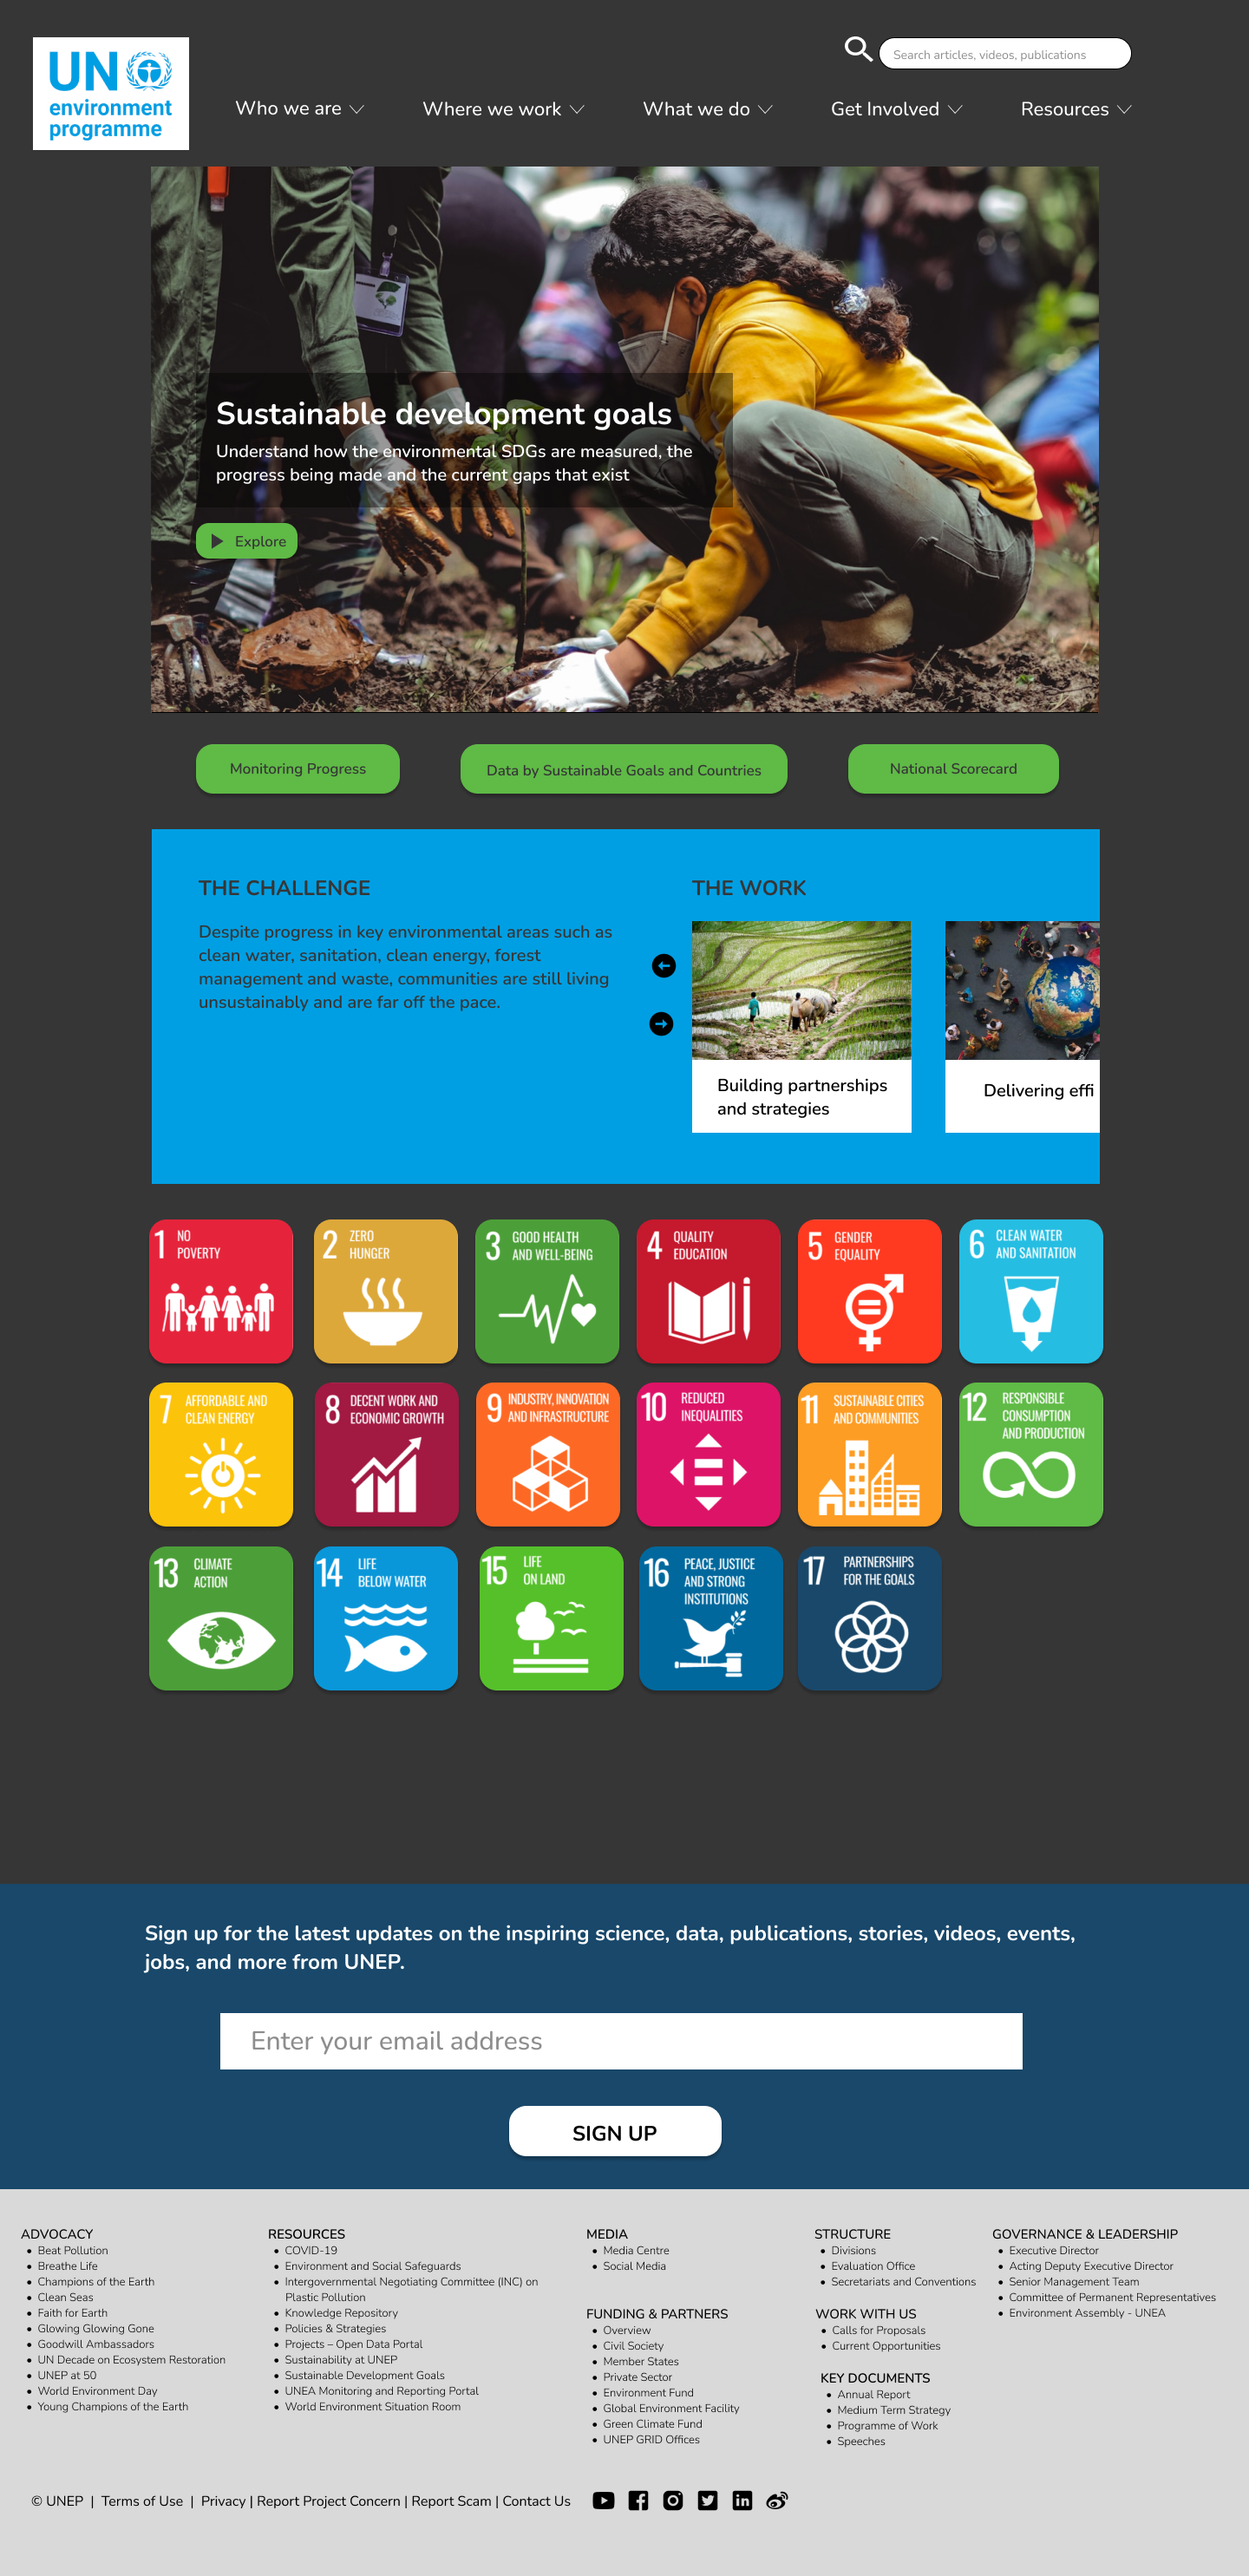 UN
environment
programme
Search articles, videos, publications
Who we are
Where we work
What we do
Get Involved
Resources
Sustainable development goals
Understand how the environmental SDGs are measured, the
progress being made and the current gaps that exist
Explore
Monitoring Progress
Data by Sustainable Goals and Countries
National Scorecard
THE CHALLENGE
Despite progress in key environmental areas such as
clean water, sanitation, clean energy, forest
management and waste, communities are still living
unsustainably and are far off the pace.
THE WORK
Building partnerships
and strategies
Delivering effi
1 NO
POVERTY
2 ZERO
HUNGER
3 GOOD HEALTH
AND WELL-BEING
4 QUALITY
EDUCATION
5 GENDER
EQUALITY
6 CLEAN WATER
AND SANITATION
7 AFFORDABLE AND
CLEAN ENERGY
8 DECENT WORK AND
ECONOMIC GROWTH
9 INDUSTRY, INNOVATION
AND INFRASTRUCTURE
10 REDUCED
INEQUALITIES
11 SUSTAINABLE CITIES
AND COMMUNITIES
12 RESPONSIBLE
CONSUMPTION
AND PRODUCTION
13 CLIMATE
ACTION
14 LIFE
BELOW WATER
15 LIFE
ON LAND
16 PEACE, JUSTICE
AND STRONG
INSTITUTIONS
17 PARTNERSHIPS
FOR THE GOALS
Sign up for the latest updates on the inspiring science, data, publications, stories, videos, events,
jobs, and more from UNEP.
Enter your email address
SIGN UP
ADVOCACY
• Beat Pollution
• Breathe Life
• Champions of the Earth
• Clean Seas
• Faith for Earth
• Glowing Glowing Gone
• Goodwill Ambassadors
• UN Decade on Ecosystem Restoration
• UNEP at 50
• World Environment Day
• Young Champions of the Earth
RESOURCES
• COVID-19
• Environment and Social Safeguards
• Intergovernmental Negotiating Committee (INC) on
Plastic Pollution
• Knowledge Repository
• Policies & Strategies
• Projects – Open Data Portal
• Sustainability at UNEP
• Sustainable Development Goals
• UNEA Monitoring and Reporting Portal
• World Environment Situation Room
MEDIA
• Media Centre
• Social Media
FUNDING & PARTNERS
• Overview
• Civil Society
• Member States
• Private Sector
• Environment Fund
• Global Environment Facility
• Green Climate Fund
• UNEP GRID Offices
STRUCTURE
• Divisions
• Evaluation Office
• Secretariats and Conventions
WORK WITH US
• Calls for Proposals
• Current Opportunities
KEY DOCUMENTS
• Annual Report
• Medium Term Strategy
• Programme of Work
• Speeches
GOVERNANCE & LEADERSHIP
• Executive Director
• Acting Deputy Executive Director
• Senior Management Team
• Committee of Permanent Representatives
• Environment Assembly - UNEA
© UNEP | Terms of Use | Privacy | Report Project Concern | Report Scam | Contact Us